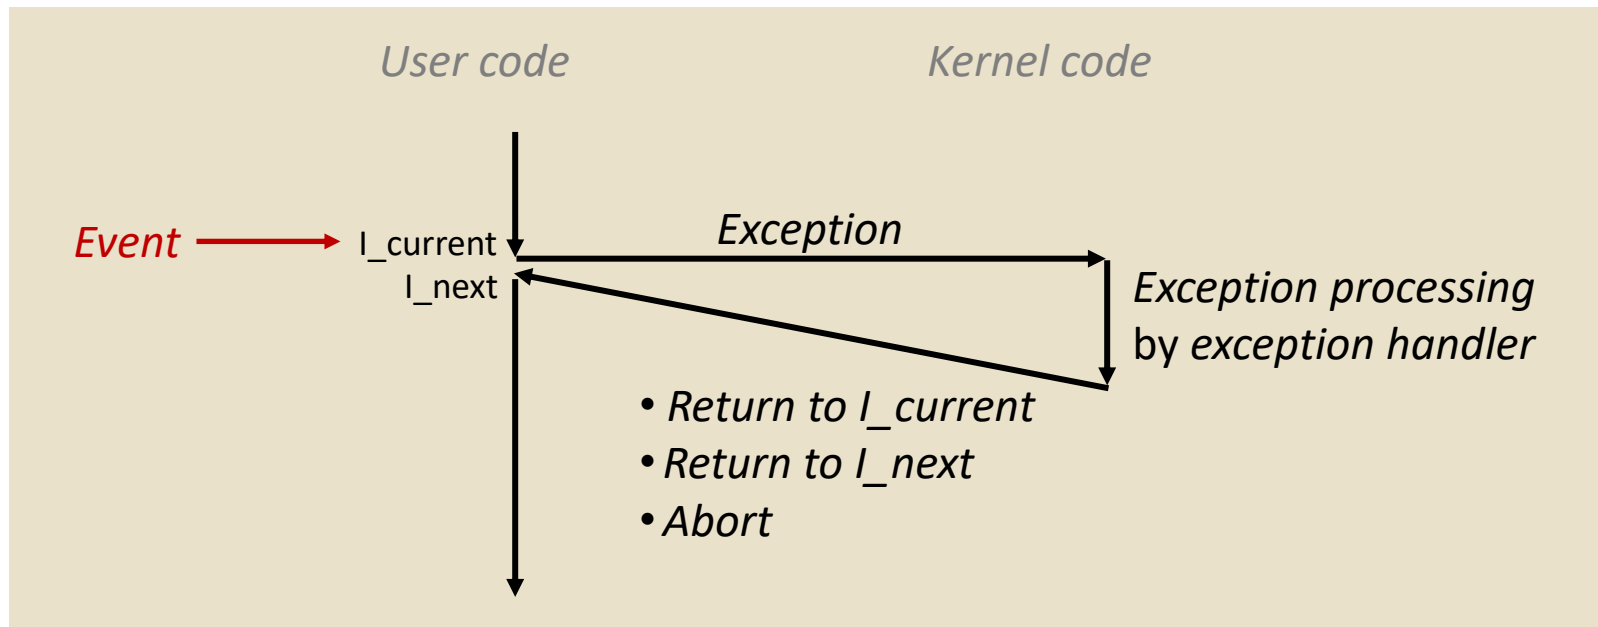 User code
Kernel code
Event
I_current
Exception
I_next
Exception processing
by exception handler
• Return to I_current
• Return to I_next
• Abort